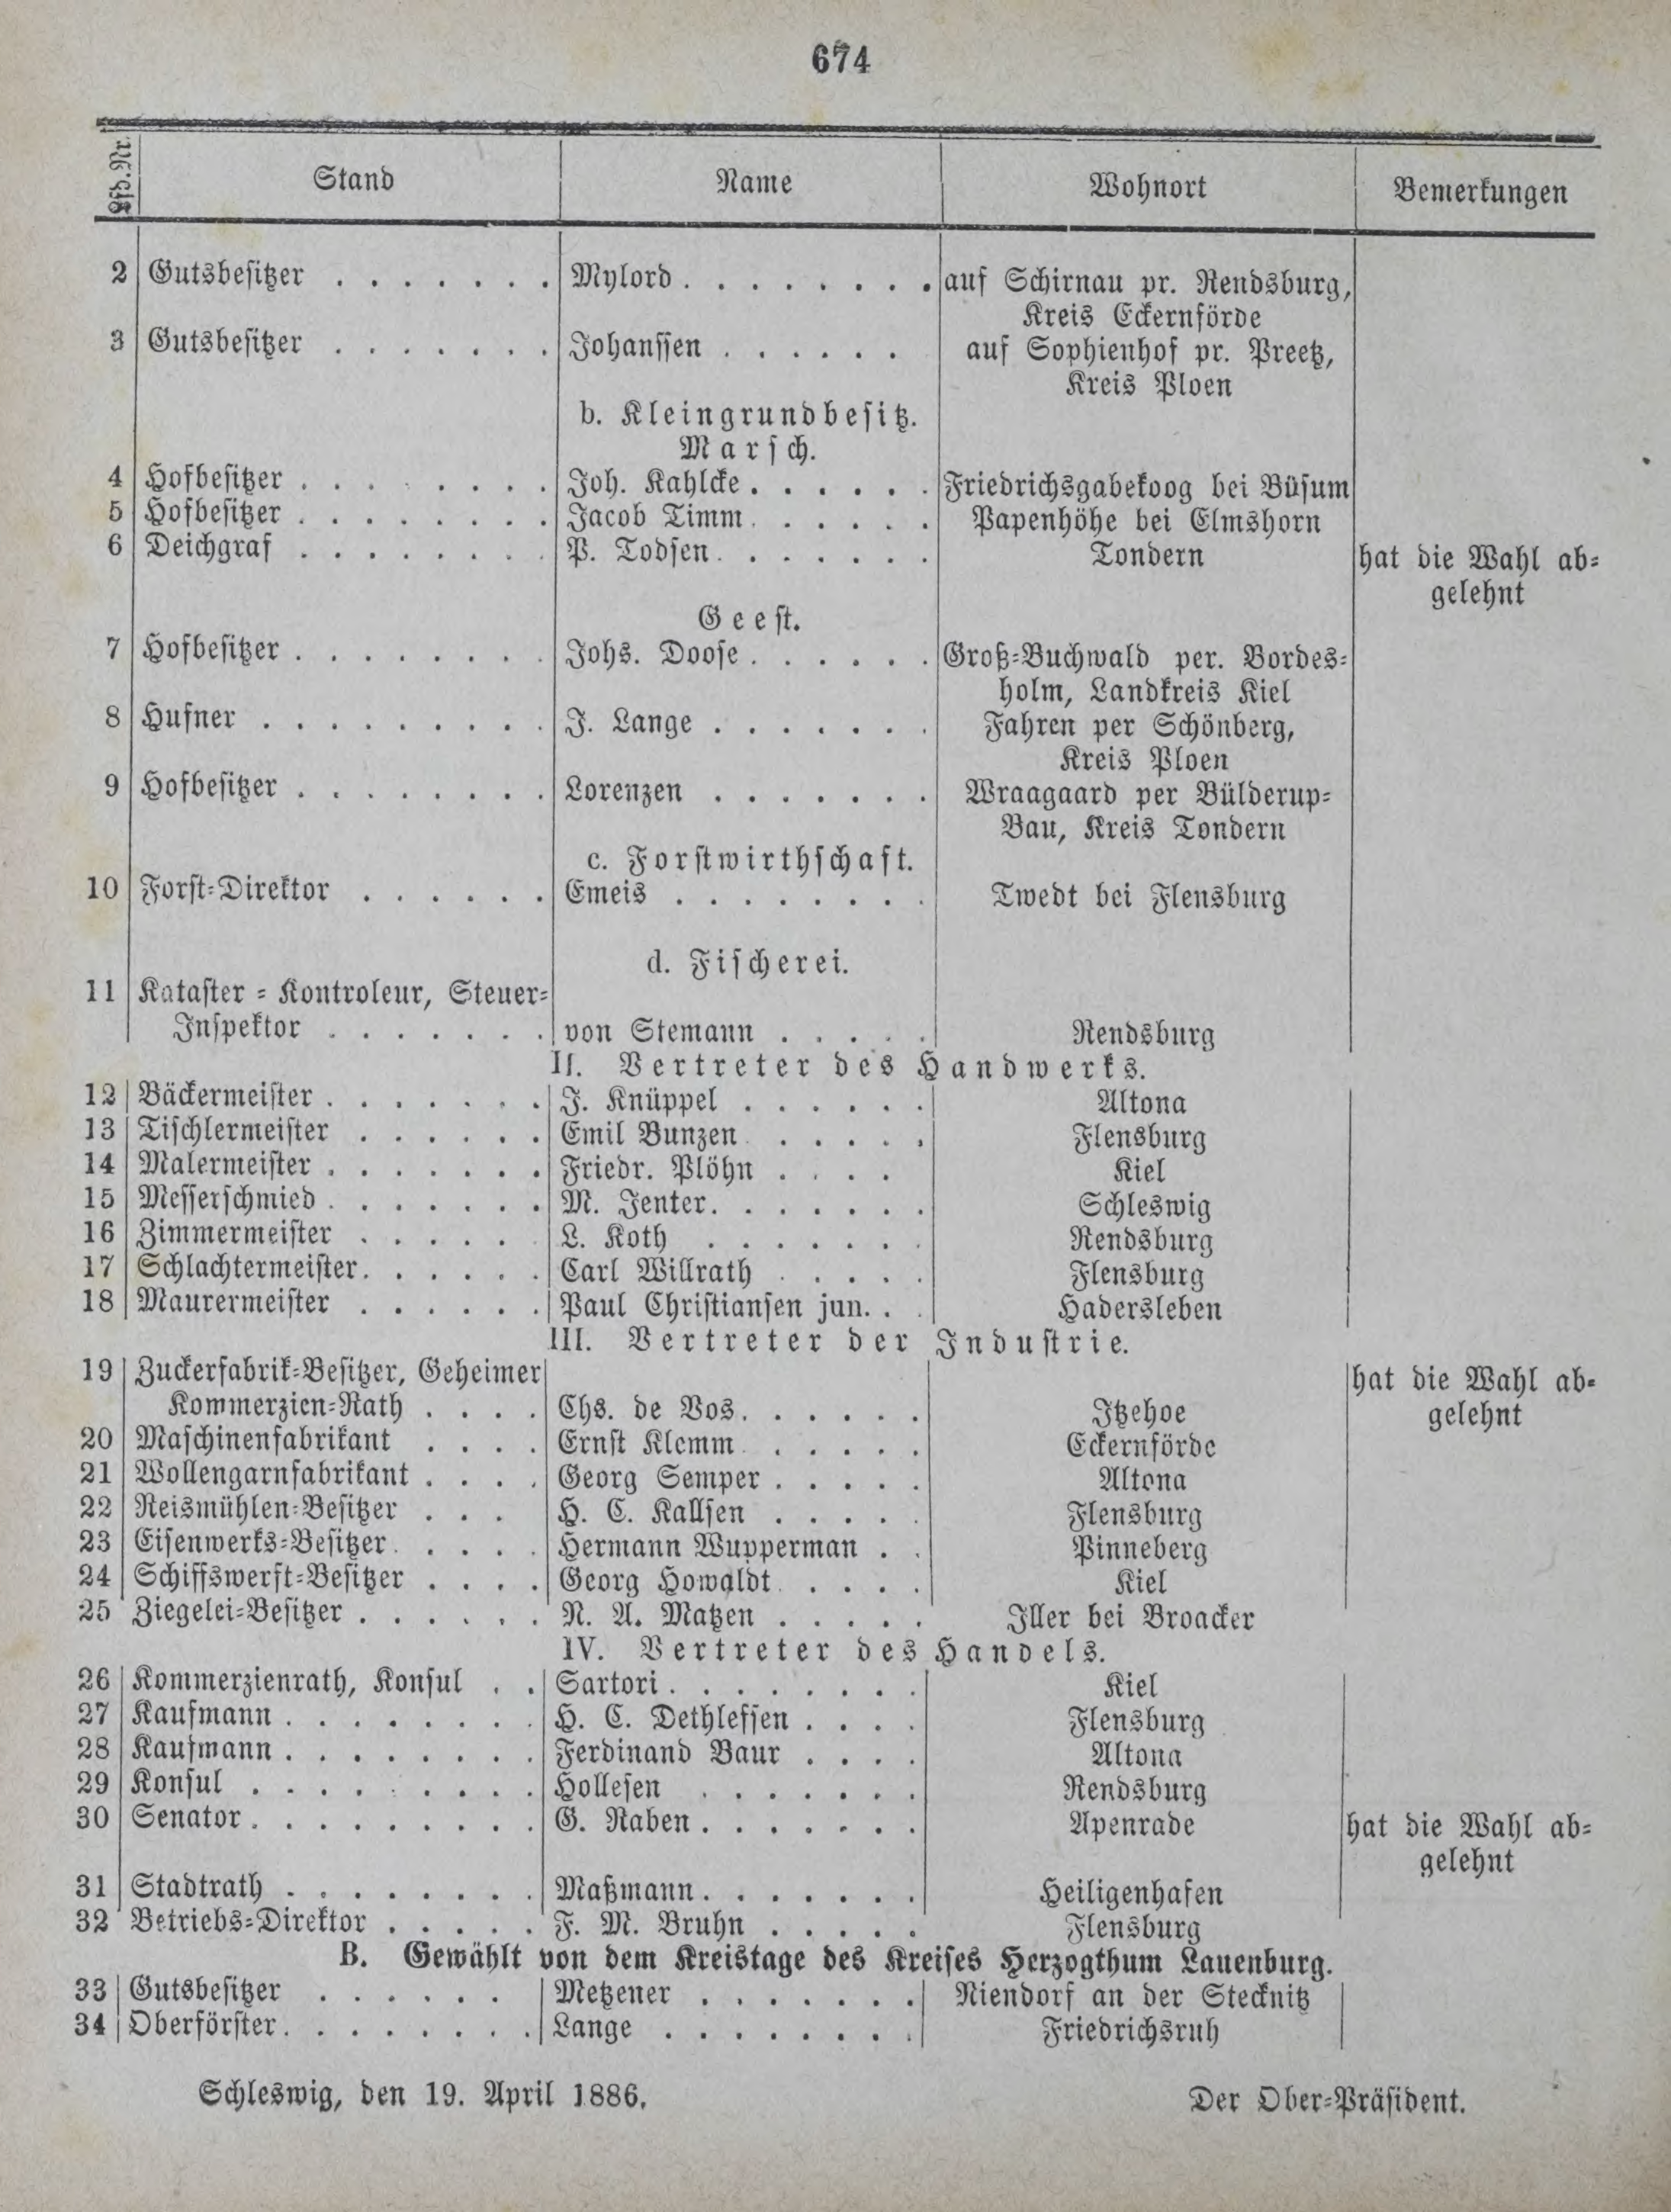 674
Lfd. Nr. Stand Name Wohnort Bemerkungen
2 Gutsbesitzer . . . . . . . Mylord . . . . . . . . auf Schirnau pr. Rendsburg,
Kreis Eckernförde
3 Gutsbesitzer . . . . . . . Johanssen . . . . . . auf Sophienhof pr. Preetz,
Kreis Ploen
b. Kleingrundbesitz.
Marsch.
4 Hofbesitzer . . . . . . . . Joh. Kahlcke . . . . . . Friedrichsgabekoog bei Büsum
5 Hofbesitzer . . . . . . . . Jacob Timm . . . . . . Papenhöhe bei Elmshorn
6 Deichgraf . . . . . . . . P. Todsen . . . . . . . Tondern hat die Wahl ab-
gelehnt
Geest.
7 Hofbesitzer . . . . . . . . Johs. Doose . . . . . . Groß-Buchwald per. Bordes-
holm, Landkreis Kiel
8 Hufner . . . . . . . . . J. Lange . . . . . . . Fahren per Schönberg,
Kreis Ploen
9 Hofbesitzer . . . . . . . . Lorenzen . . . . . . . Wraagaard per Bülderup-
Bau, Kreis Tondern
c. Forstwirthschaft.
10 Forst-Direktor . . . . . . Emeis . . . . . . . . Twedt bei Flensburg
d. Fischerei.
11 Kataster-Kontroleur, Steuer-
Inspektor . . . . . . . von Stemann . . . . . Rendsburg
II. Vertreter des Handwerks.
12 Bäckermeister . . . . . . . J. Knüppel . . . . . . Altona
13 Tischlermeister . . . . . . Emil Bunzen . . . . . Flensburg
14 Malermeister . . . . . . . Friedr. Plöhn . . . . Kiel
15 Messerschmied . . . . . . . M. Jenter . . . . . . . Schleswig
16 Zimmermeister . . . . . L. Koth . . . . . . . Rendsburg
17 Schlachtermeister . . . . . . Carl Willrath . . . . . Flensburg
18 Maurermeister . . . . . . Paul Christiansen jun. . . Hadersleben
III. Vertreter der Industrie.
19 Zuckerfabrik-Besitzer, Geheimer hat die Wahl ab-
Kommerzien-Rath . . . . Chs. de Vos . . . . . . Itzehoe gelehnt
20 Maschinenfabrikant . . . . Ernst Klemm . . . . . Eckernförde
21 Wollengarnfabrikant . . . . Georg Semper . . . . . Altona
22 Reismühlen-Besitzer . . . H. C. Kallsen . . . . . Flensburg
23 Eisenwerks-Besitzer . . . . . Hermann Wupperman . . Pinneberg
24 Schiffswerft-Besitzer . . . . Georg Howaldt . . . . . Kiel
25 Ziegelei-Besitzer . . . . . . N. A. Matzen . . . . . Iller bei Broacker
IV. Vertreter des Handels.
26 Kommerzienrath, Konsul . . Sartori . . . . . . . . Kiel
27 Kaufmann . . . . . . . . H. C. Dethlefsen . . . . Flensburg
28 Kaufmann . . . . . . . . Ferdinand Baur . . . . Altona
29 Konsul . . . . . . . . . Hollesen . . . . . . . Rendsburg
30 Senator . . . . . . . . . G. Raben . . . . . . . Apenrade hat die Wahl ab-
gelehnt
31 Stadtrath . . . . . . . . Maßmann . . . . . . . Heiligenhafen
32 Betriebs-Direktor . . . . . F. M. Bruhn . . . . . Flensburg
B. Gewählt von dem Kreistage des Kreises Herzogthum Lauenburg.
33 Gutsbesitzer . . . . . . Metzener . . . . . . . Niendorf an der Stecknitz
34 Oberförster . . . . . . . . Lange . . . . . . . . Friedrichsruh
Schleswig, den 19. April 1886. Der Ober-Präsident.